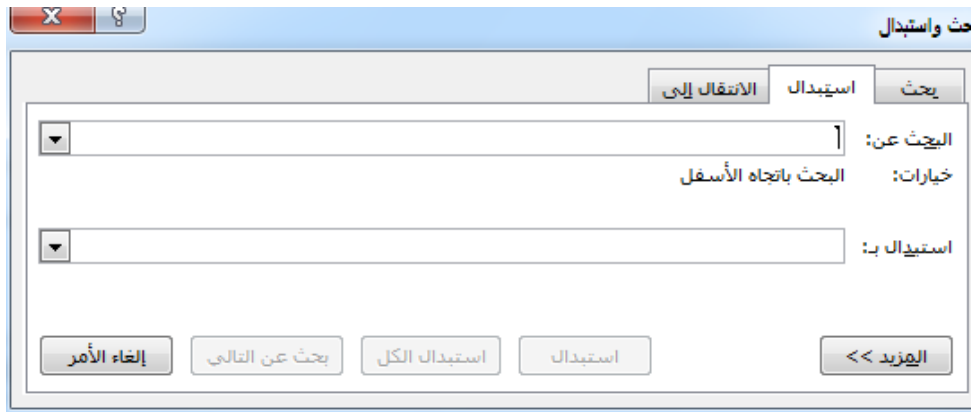 حث واستبدال
بحث استبدال الانتقال إلى
البحث عن:
خيارات: البحث باتجاه الأسفل
استبدال بـ:
المزيد >> استبدال استبدال الكل بحث عن التالي إلغاء الأمر